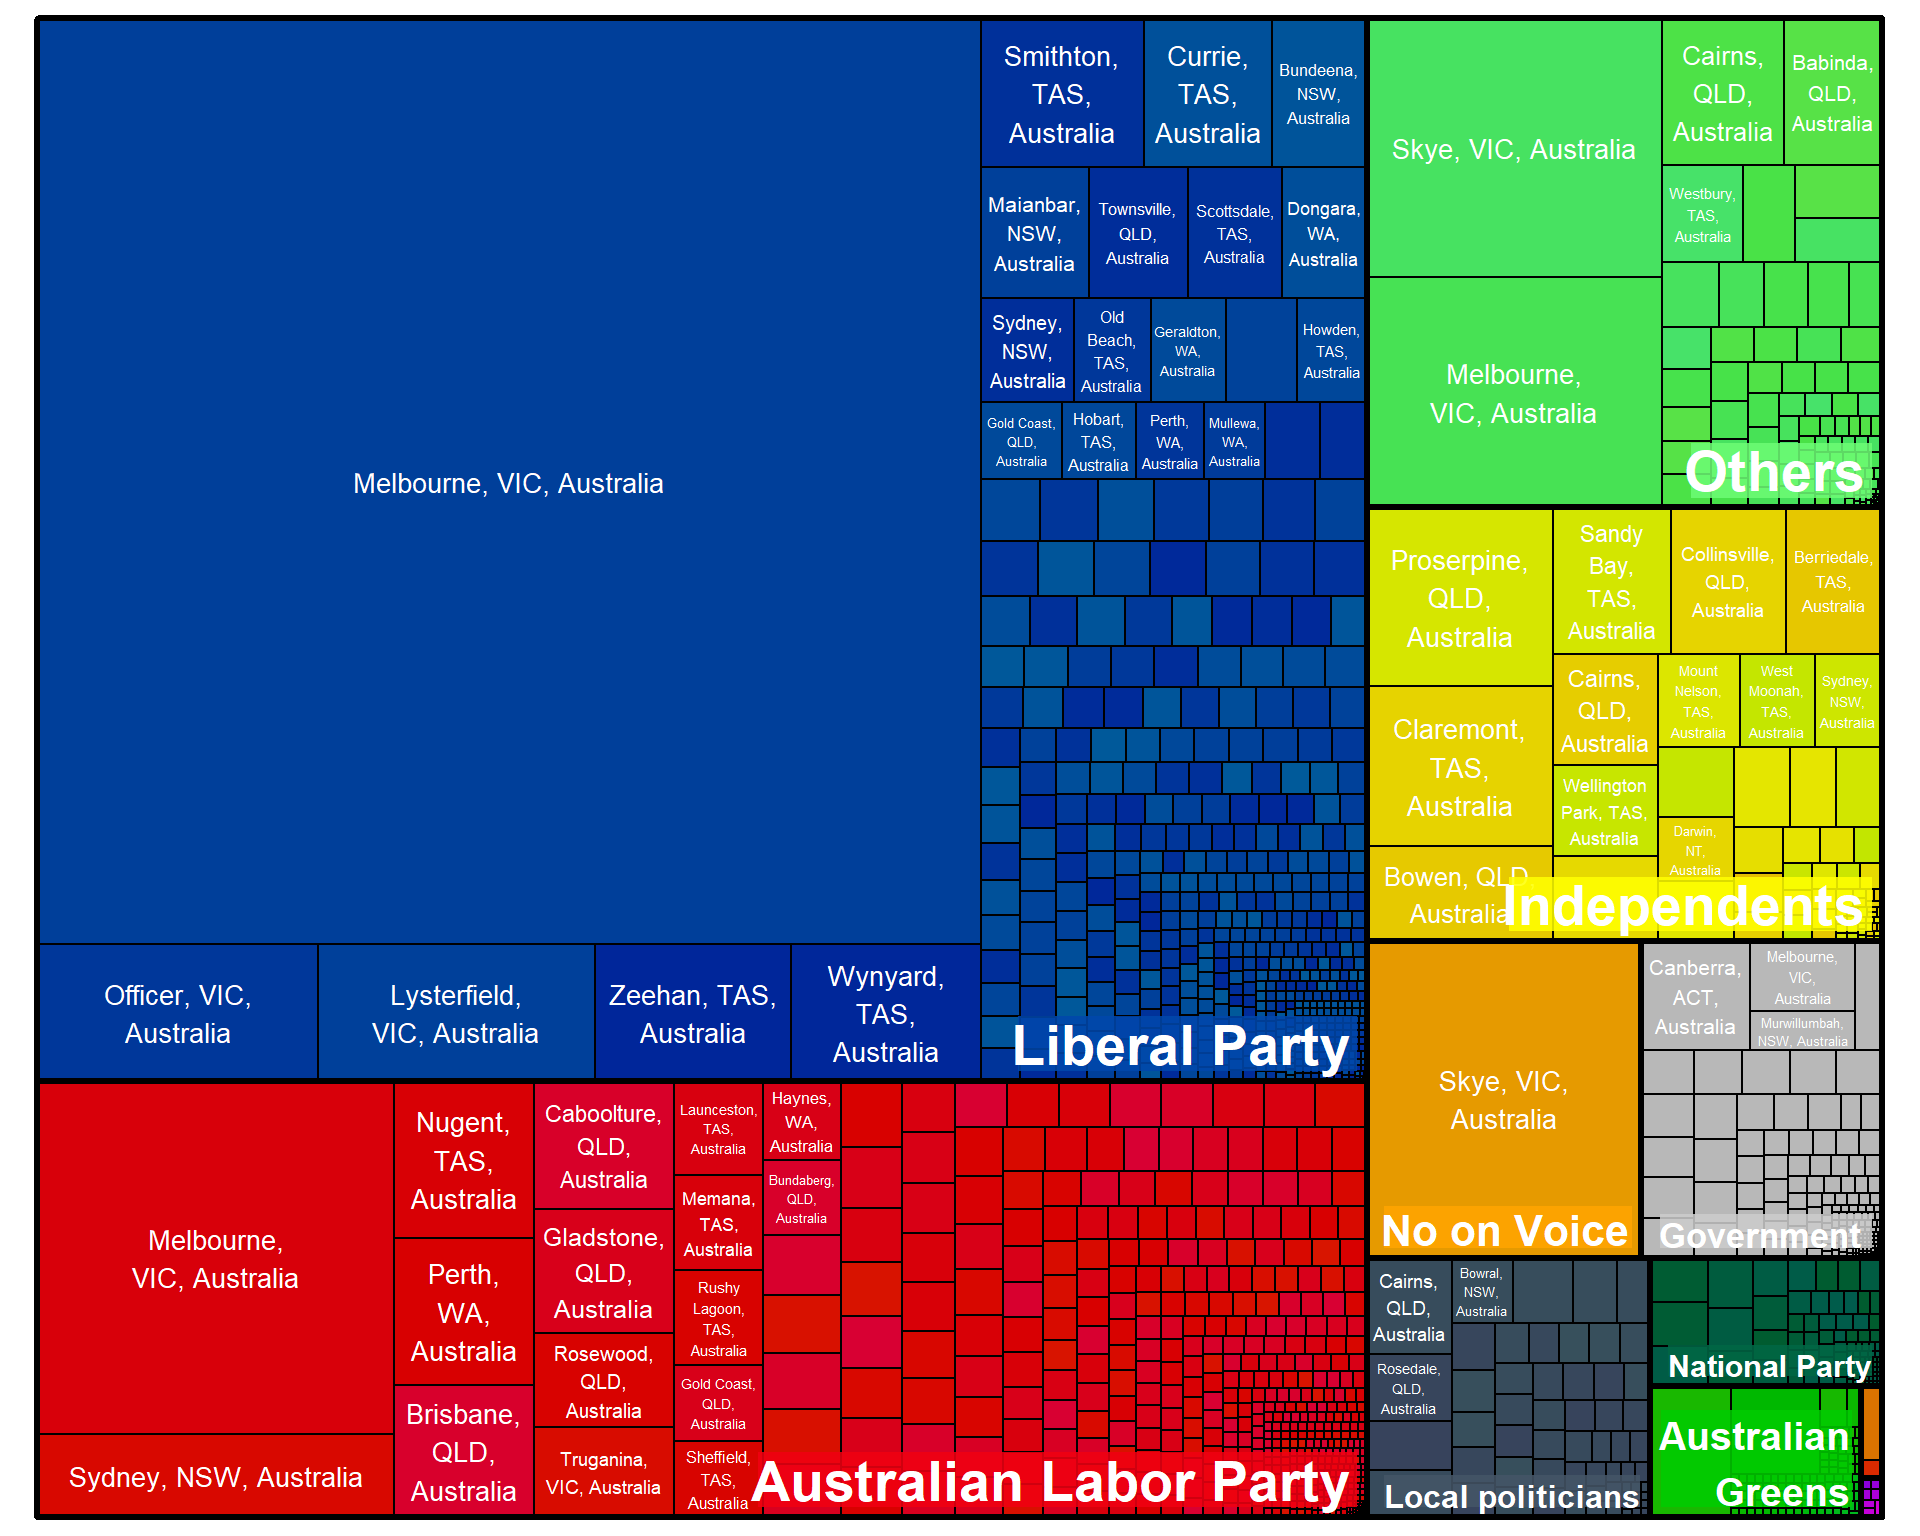 Melbourne, VIC, Australia
Officer, VIC,
Australia
Lysterfield,
VIC, Australia
Zeehan, TAS,
Australia
Wynyard,
TAS,
Australia
Smithton,
TAS,
Australia
Currie,
TAS,
Australia
Bundeena,
NSW,
Australia
Maianbar,
NSW,
Australia
Townsville,
QLD,
Australia
Scottsdale,
TAS,
Australia
Dongara,
WA,
Australia
Sydney,
NSW,
Australia
Old
Beach,
TAS,
Australia
Geraldton,
WA,
Australia
Howden,
TAS,
Australia
Gold Coast,
QLD,
Australia
Hobart,
TAS,
Australia
Perth,
WA,
Australia
Mullewa,
WA,
Australia
Liberal Party
Melbourne,
VIC, Australia
Sydney, NSW, Australia
Nugent,
TAS,
Australia
Perth,
WA,
Australia
Brisbane,
QLD,
Australia
Caboolture,
QLD,
Australia
Gladstone,
QLD,
Australia
Rosewood,
QLD,
Australia
Truganina,
VIC, Australia
Launceston,
TAS,
Australia
Memana,
TAS,
Australia
Rushy
Lagoon,
TAS,
Australia
Gold Coast,
QLD,
Australia
Sheffield,
TAS,
Australia
Haynes,
WA,
Australia
Bundaberg,
QLD,
Australia
Australian Labor Party
Skye, VIC, Australia
Melbourne,
VIC, Australia
Cairns,
QLD,
Australia
Babinda,
QLD,
Australia
Westbury,
TAS,
Australia
Others
Proserpine,
QLD,
Australia
Claremont,
TAS,
Australia
Bowen, QLD,
Australia
Sandy
Bay,
TAS,
Australia
Collinsville,
QLD,
Australia
Berriedale,
TAS,
Australia
Cairns,
QLD,
Australia
Mount
Nelson,
TAS,
Australia
West
Moonah,
TAS,
Australia
Sydney,
NSW,
Australia
Wellington
Park, TAS,
Australia
Darwin,
NT,
Australia
Independents
Skye, VIC,
Australia
No on Voice
Canberra,
ACT,
Australia
Melbourne,
VIC,
Australia
Murwillumbah,
NSW, Australia
Government
Cairns,
QLD,
Australia
Bowral,
NSW,
Australia
Rosedale,
QLD,
Australia
Local politicians
National Party
Australian
Greens